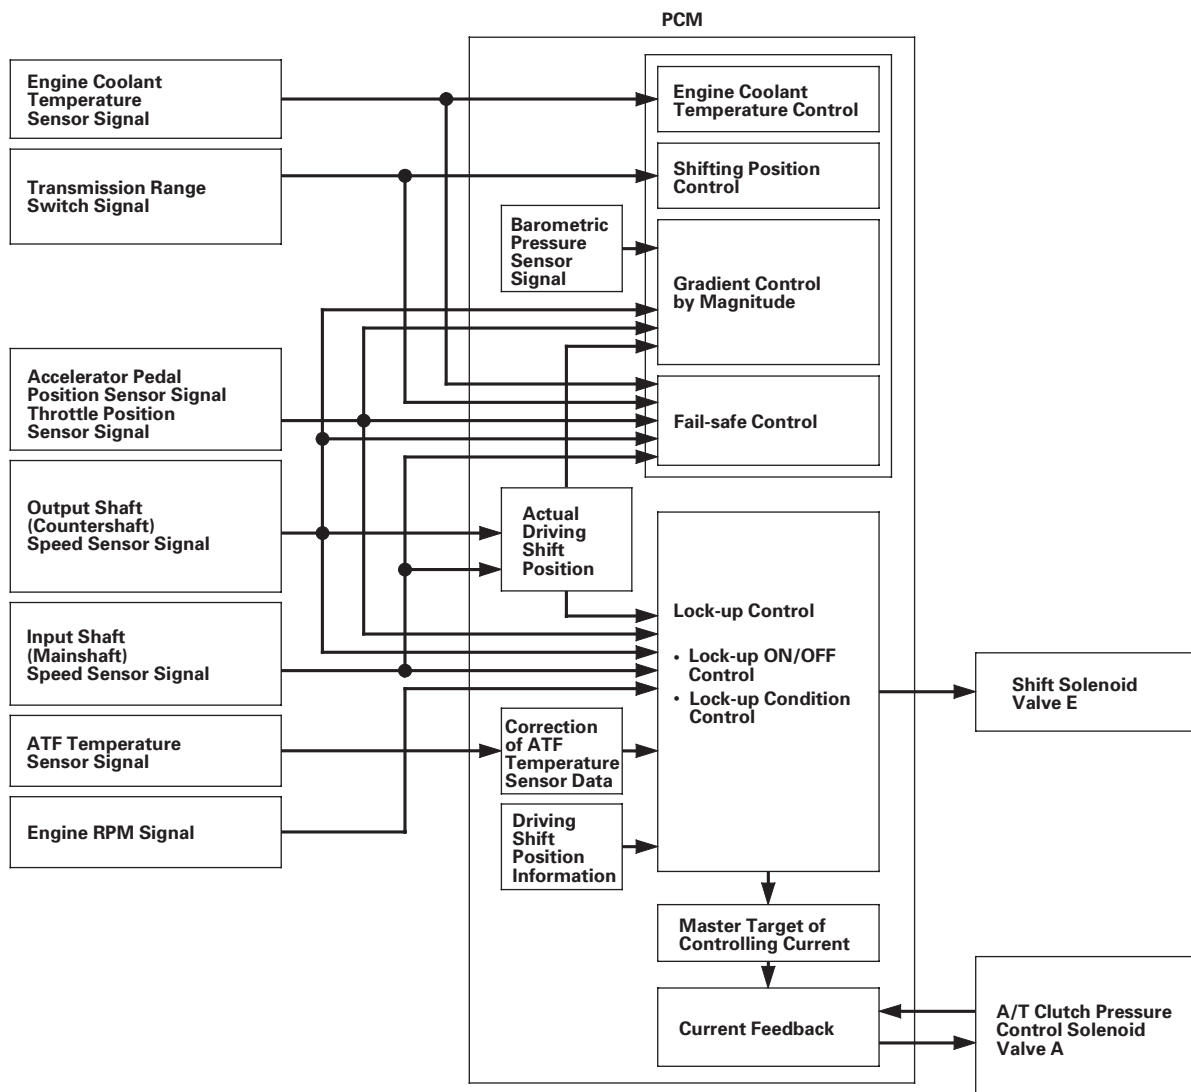 PCM
Engine Coolant
Temperature
Sensor Signal
Engine Coolant
Temperature Control
Transmission Range
Switch Signal
Shifting Position
Control
Barometric
Pressure
Sensor
Signal
Gradient Control
by Magnitude
Accelerator Pedal
Position Sensor Signal
Throttle Position
Sensor Signal
Fail-safe Control
Output Shaft
(Countershaft)
Speed Sensor Signal
Actual
Driving
Shift
Position
Input Shaft
(Mainshaft)
Speed Sensor Signal
Lock-up Control
• Lock-up ON/OFF
Control
• Lock-up Condition
Control
Shift Solenoid
Valve E
ATF Temperature
Sensor Signal
Correction
of ATF
Temperature
Sensor Data
Engine RPM Signal
Driving
Shift
Position
Information
Master Target of
Controlling Current
Current Feedback
A/T Clutch Pressure
Control Solenoid
Valve A